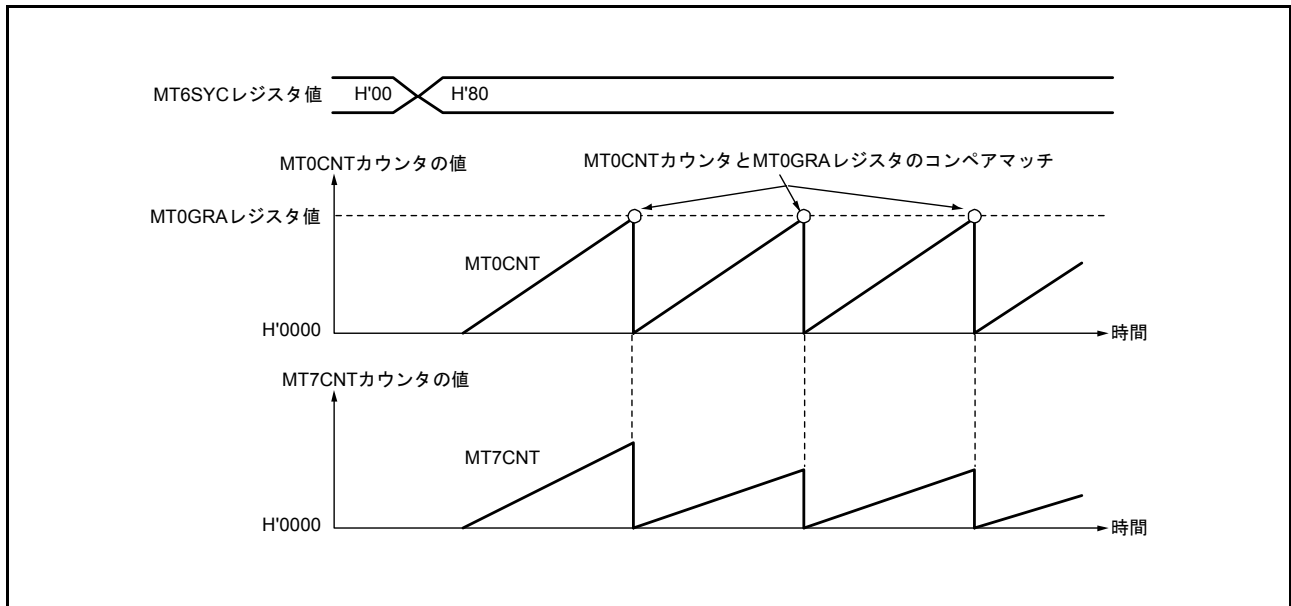 MT6SYCレジスタ値 H'00 H'80
MT0CNTカウンタの値
MT0CNTカウンタとMT0GRAレジスタのコンペアマッチ
MT0GRAレジスタ値
MT0CNT
H'0000
時間
MT7CNTカウンタの値
MT7CNT
H'0000
時間